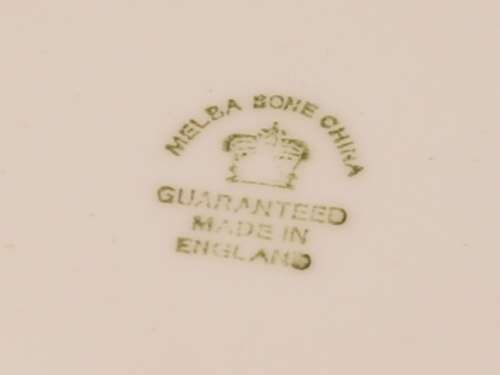 MELBA BONE CHINA
GUARANTEED
MADE IN
ENGLAND